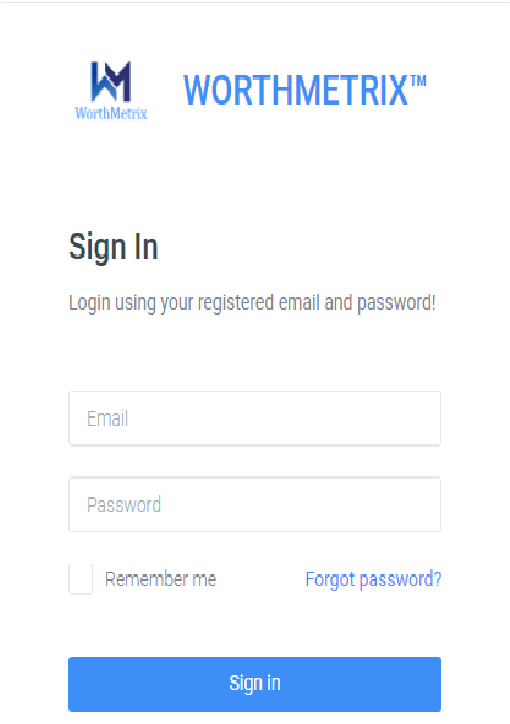 WorthMetrix
WORTHMETRIX™
Sign In
Login using your registered email and password!
Email
Password
Remember me
Forgot password?
Sign in